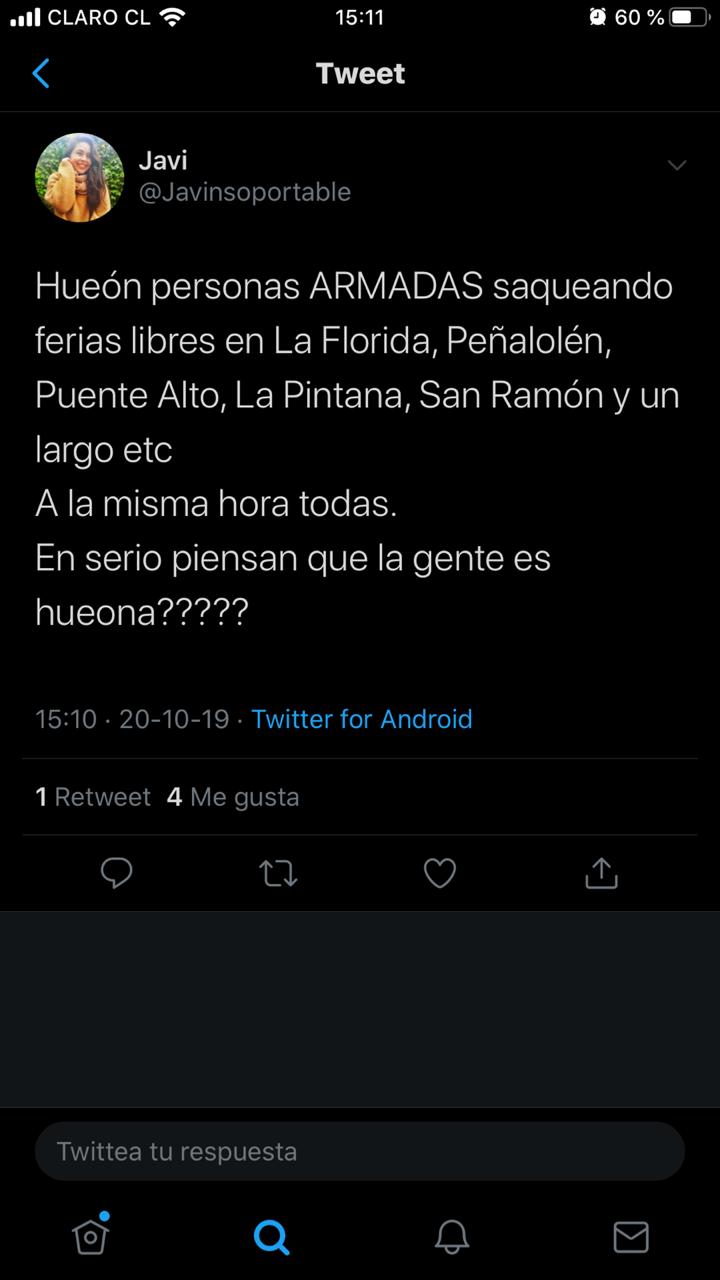 CLARO CL 15:11 60 %
Tweet
Javi
@Javinsoportable
Hueón personas ARMADAS saqueando
ferias libres en La Florida, Peñalolén,
Puente Alto, La Pintana, San Ramón y un
largo etc
A la misma hora todas.
En serio piensan que la gente es
hueona?????
15:10 · 20-10-19 · Twitter for Android
1 Retweet 4 Me gusta
Twittea tu respuesta